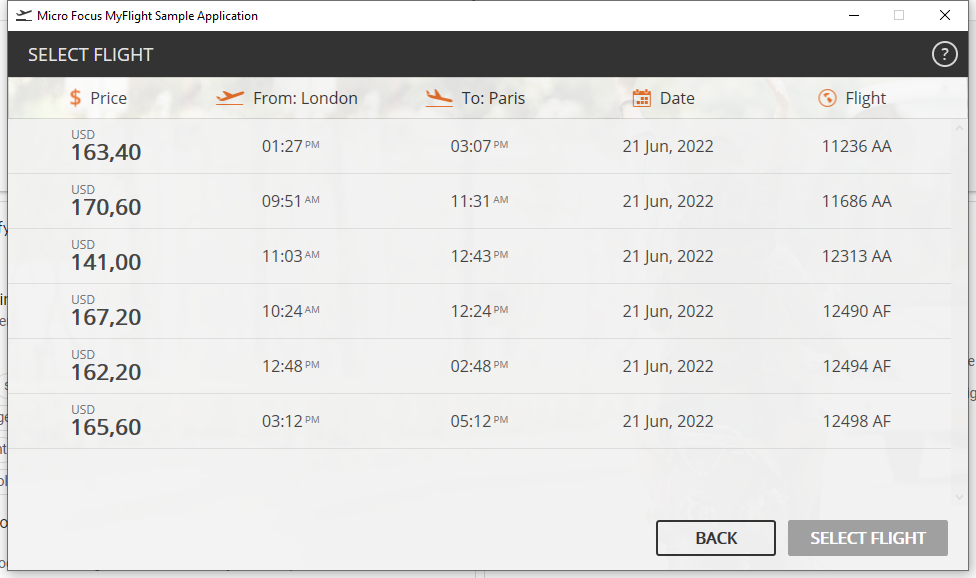 Micro Focus MyFlight Sample Application
SELECT FLIGHT ?
$ Price From: London To: Paris Date Flight
USD
163,40 01:27 PM 03:07 PM 21 Jun, 2022 11236 AA
USD
170,60 09:51 AM 11:31 AM 21 Jun, 2022 11686 AA
USD
141,00 11:03 AM 12:43 PM 21 Jun, 2022 12313 AA
USD
167,20 10:24 AM 12:24 PM 21 Jun, 2022 12490 AF
USD
162,20 12:48 PM 02:48 PM 21 Jun, 2022 12494 AF
USD
165,60 03:12 PM 05:12 PM 21 Jun, 2022 12498 AF
BACK SELECT FLIGHT